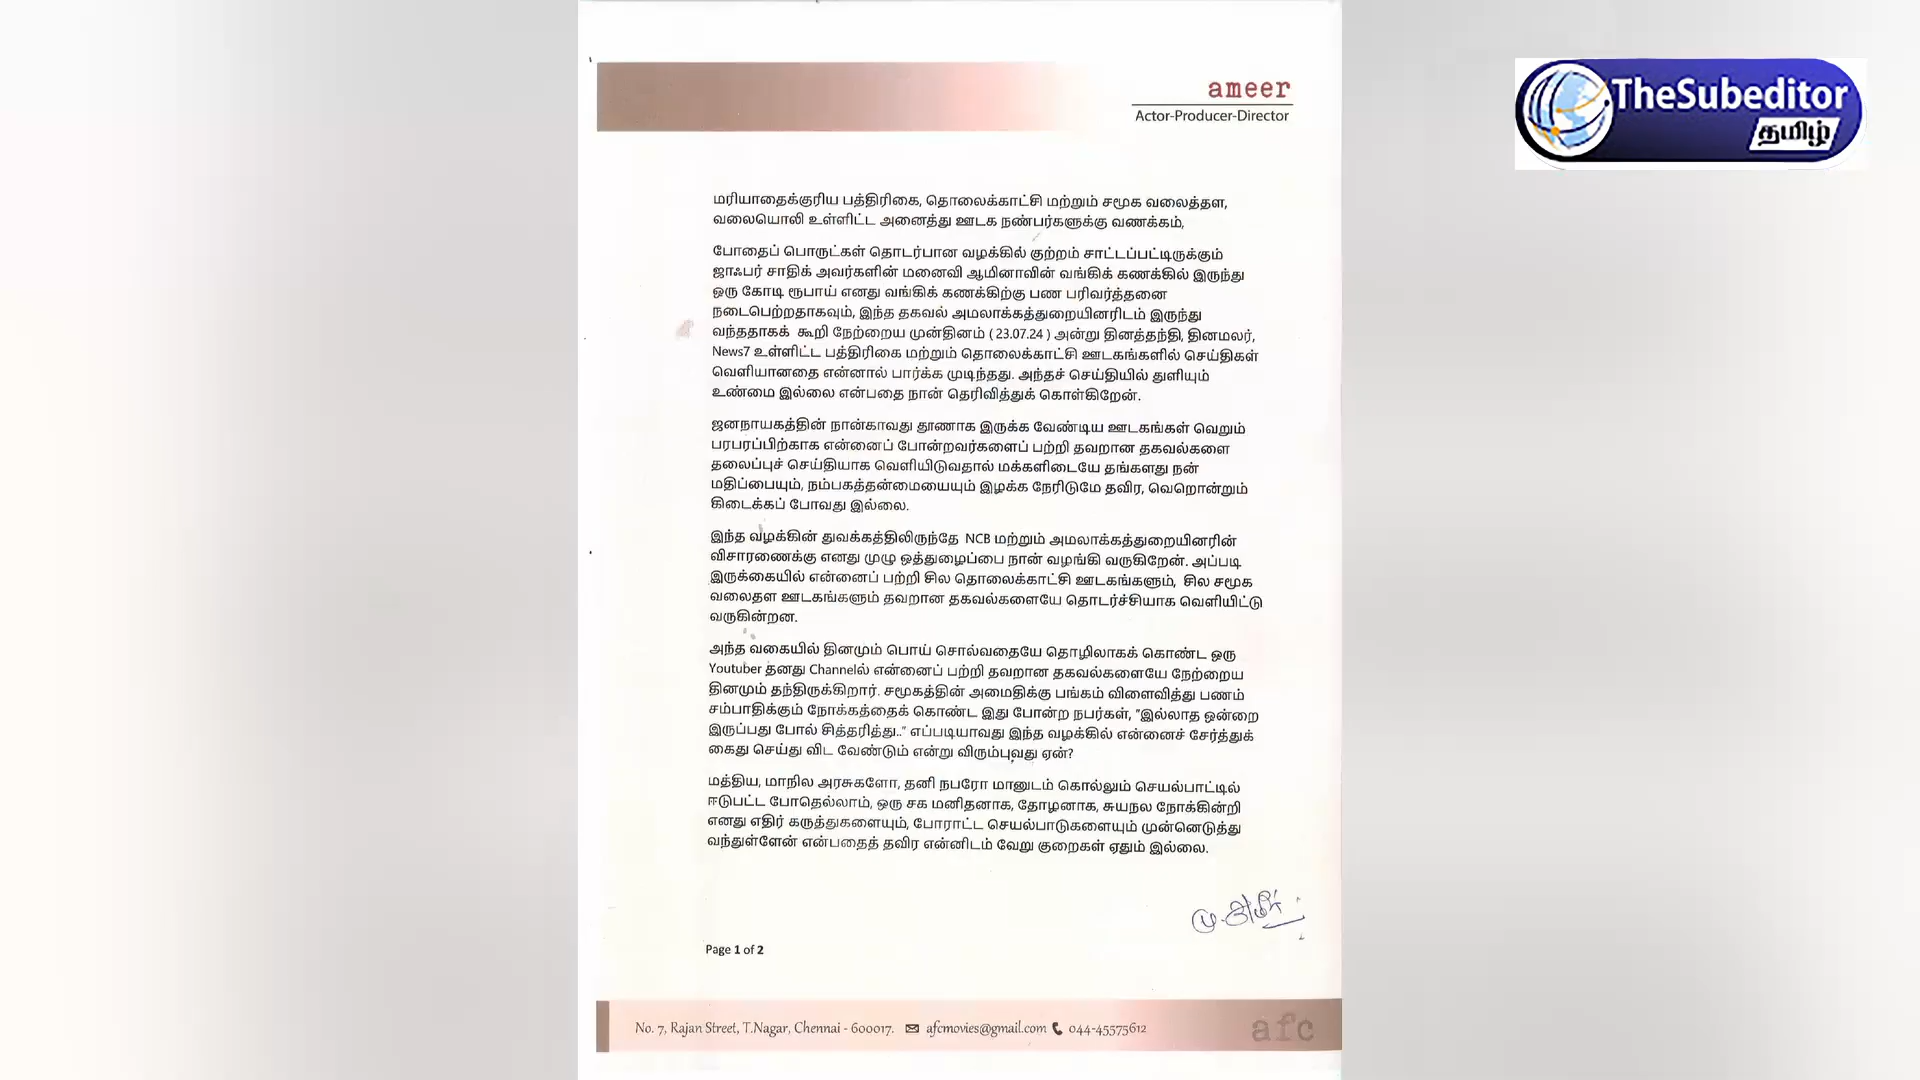 ameer
Actor-Producer-Director
TheSubeditor
தமிழ்
மரியாதைக்குரிய பத்திரிகை, தொலைக்காட்சி மற்றும் சமூக வலைத்தள,
வலையொலி உள்ளிட்ட அனைத்து ஊடக நண்பர்களுக்கு வணக்கம்,
போதைப் பொருட்கள் தொடர்பான வழக்கில் குற்றம் சாட்டப்பட்டிருக்கும்
ஜாஃபர் சாதிக் அவர்களின் மனைவி ஆமினாவின் வங்கிக் கணக்கில் இருந்து
ஒரு கோடி ரூபாய் எனது வங்கிக் கணக்கிற்கு பண பரிவர்த்தனை
நடைபெற்றதாகவும், இந்த தகவல் அமலாக்கத்துறையினரிடம் இருந்து
வந்ததாகக் கூறி நேற்றைய முன்தினம் ( 23.07.24 ) அன்று தினத்தந்தி, தினமலர்,
News7 உள்ளிட்ட பத்திரிகை மற்றும் தொலைக்காட்சி ஊடகங்களில் செய்திகள்
வெளியானதை என்னால் பார்க்க முடிந்தது. அந்தச் செய்தியில் துளியும்
உண்மை இல்லை என்பதை நான் தெரிவித்துக் கொள்கிறேன்.
ஜனநாயகத்தின் நான்காவது தூணாக இருக்க வேண்டிய ஊடகங்கள் வெறும்
பரபரப்பிற்காக என்னைப் போன்றவர்களைப் பற்றி தவறான தகவல்களை
தலைப்புச் செய்தியாக வெளியிடுவதால் மக்களிடையே தங்களது நன்
மதிப்பையும், நம்பகத்தன்மையையும் இழக்க நேரிடுமே தவிர, வெறொன்றும்
கிடைக்கப் போவது இல்லை.
இந்த வழக்கின் துவக்கத்திலிருந்தே NCB மற்றும் அமலாக்கத்துறையினரின்
விசாரணைக்கு எனது முழு ஒத்துழைப்பை நான் வழங்கி வருகிறேன். அப்படி
இருக்கையில் என்னைப் பற்றி சில தொலைக்காட்சி ஊடகங்களும், சில சமூக
வலைதள ஊடகங்களும் தவறான தகவல்களையே தொடர்ச்சியாக வெளியிட்டு
வருகின்றன.
அந்த வகையில் தினமும் பொய் சொல்வதையே தொழிலாகக் கொண்ட ஒரு
Youtuber தனது Channelல் என்னைப் பற்றி தவறான தகவல்களையே நேற்றைய
தினமும் தந்திருக்கிறார். சமூகத்தின் அமைதிக்கு பங்கம் விளைவித்து பணம்
சம்பாதிக்கும் நோக்கத்தைக் கொண்ட இது போன்ற நபர்கள், "இல்லாத ஒன்றை
இருப்பது போல் சித்தரித்து.." எப்படியாவது இந்த வழக்கில் என்னைச் சேர்த்துக்
கைது செய்து விட வேண்டும் என்று விரும்புவது ஏன்?
மத்திய, மாநில அரசுகளோ, தனி நபரோ மானுடம் கொல்லும் செயல்பாட்டில்
ஈடுபட்ட போதெல்லாம், ஒரு சக மனிதனாக, தோழனாக, சுயநல நோக்கின்றி
எனது எதிர் கருத்துகளையும், போராட்ட செயல்பாடுகளையும் முன்னெடுத்து
வந்துள்ளேன் என்பதைத் தவிர என்னிடம் வேறு குறைகள் ஏதும் இல்லை.
மு.அமீர்
Page 1 of 2
No. 7, Rajan Street, T.Nagar, Chennai - 600017. afcmovies@gmail.com 044-45575612
afc